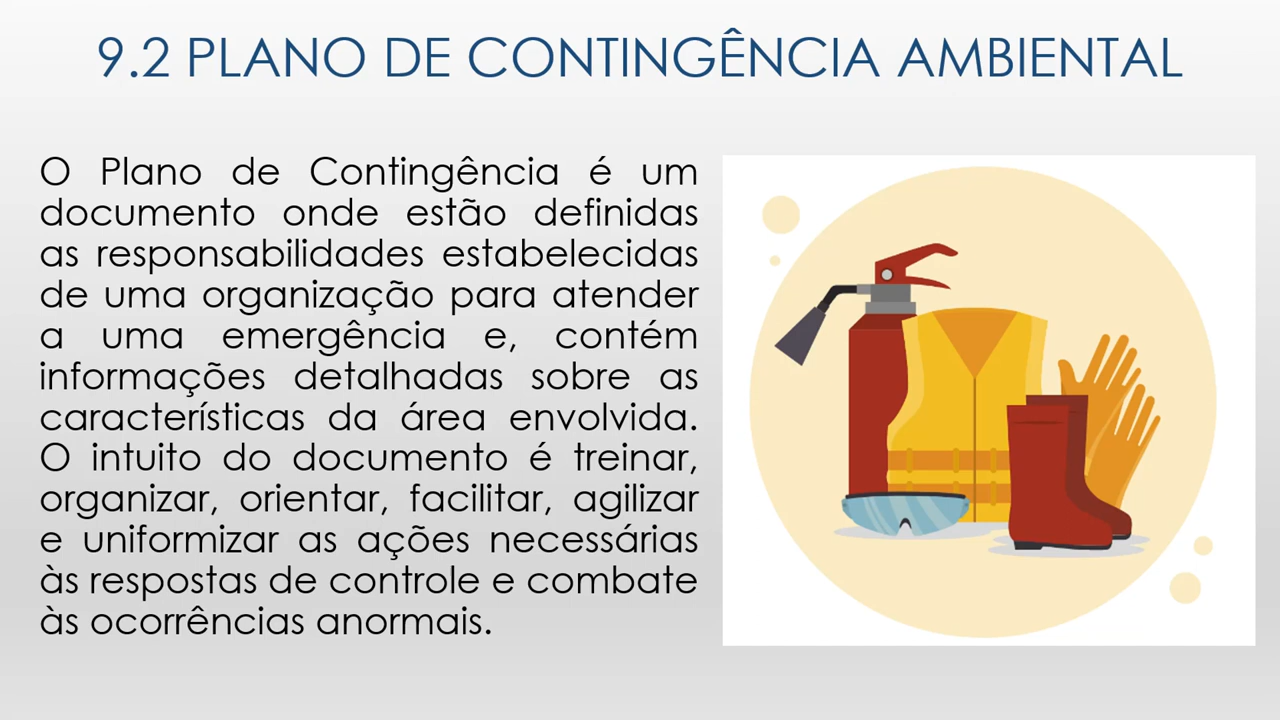 9.2 PLANO DE CONTINGÊNCIA AMBIENTAL
O Plano de Contingência é um
documento onde estão definidas
as responsabilidades estabelecidas
de uma organização para atender
a uma emergência e, contém
informações detalhadas sobre as
características da área envolvida.
O intuito do documento é treinar,
organizar, orientar, facilitar, agilizar
e uniformizar as ações necessárias
às respostas de controle e combate
às ocorrências anormais.